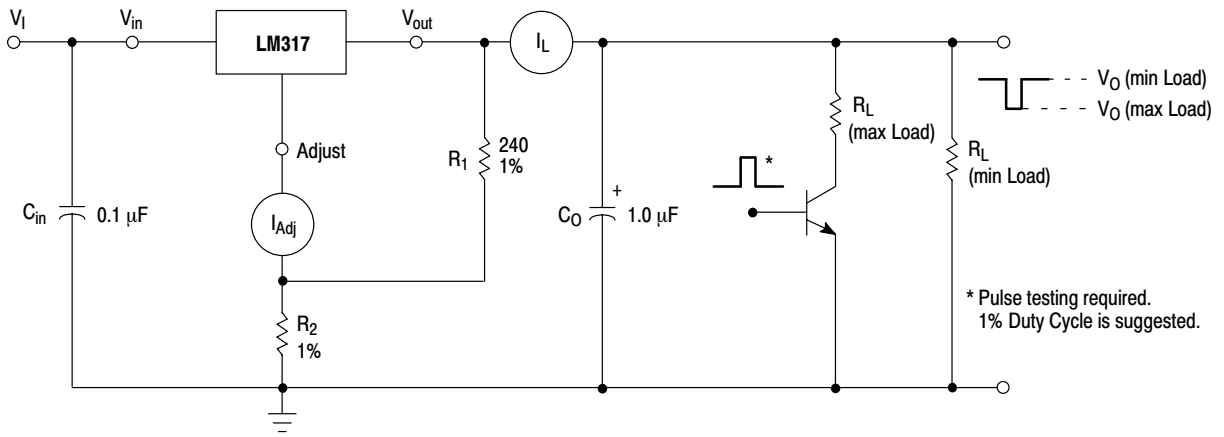 VI
Vin
LM317
Vout
IL
VO (min Load)
VO (max Load)
RL
(max Load)
240
R1
1%
Adjust
*
RL
(min Load)
Cin
0.1 μF
IAdj
+
CO
1.0 μF
* Pulse testing required.
1% Duty Cycle is suggested.
R2
1%